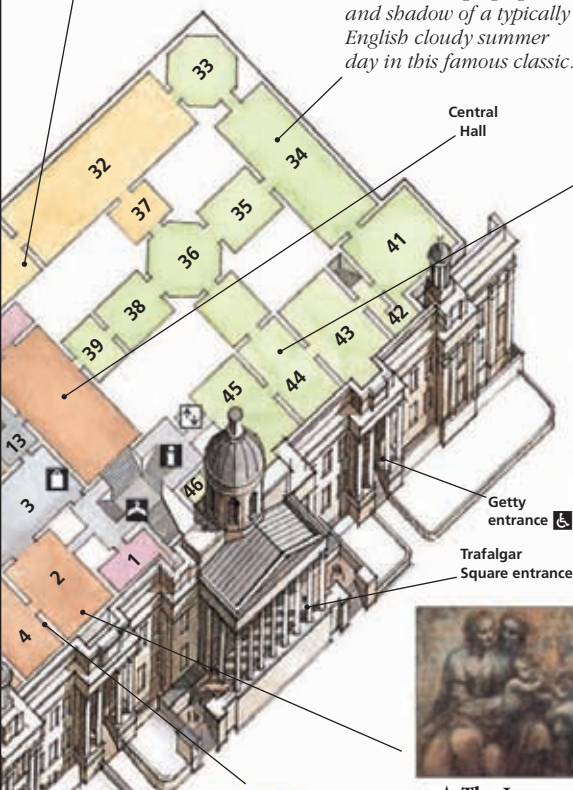 and shadow of a typically
English cloudy summer
day in this famous classic.
Central
Hall
33
32
34
37
35
41
36
38
42
39
43
44
45
13
46
3
Getty
entrance
Trafalgar
Square entrance
1
2
4